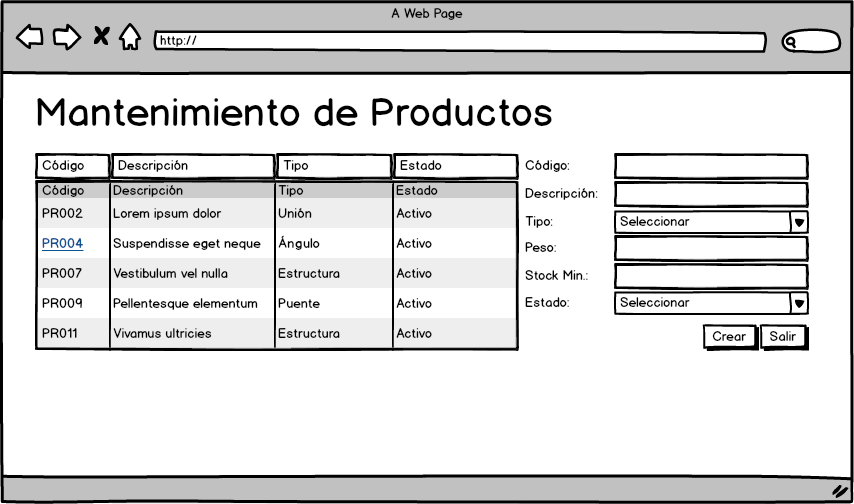 A Web Page
http://
Mantenimiento de Productos
Código Descripción Tipo Estado
Código Descripción Tipo Estado
PR002 Lorem ipsum dolor Unión Activo
PR004 Suspendisse eget neque Ángulo Activo
PR007 Vestibulum vel nulla Estructura Activo
PR009 Pellentesque elementum Puente Activo
PR011 Vivamus ultricies Estructura Activo
Código:
Descripción:
Tipo: Seleccionar
Peso:
Stock Min.:
Estado: Seleccionar
Crear Salir